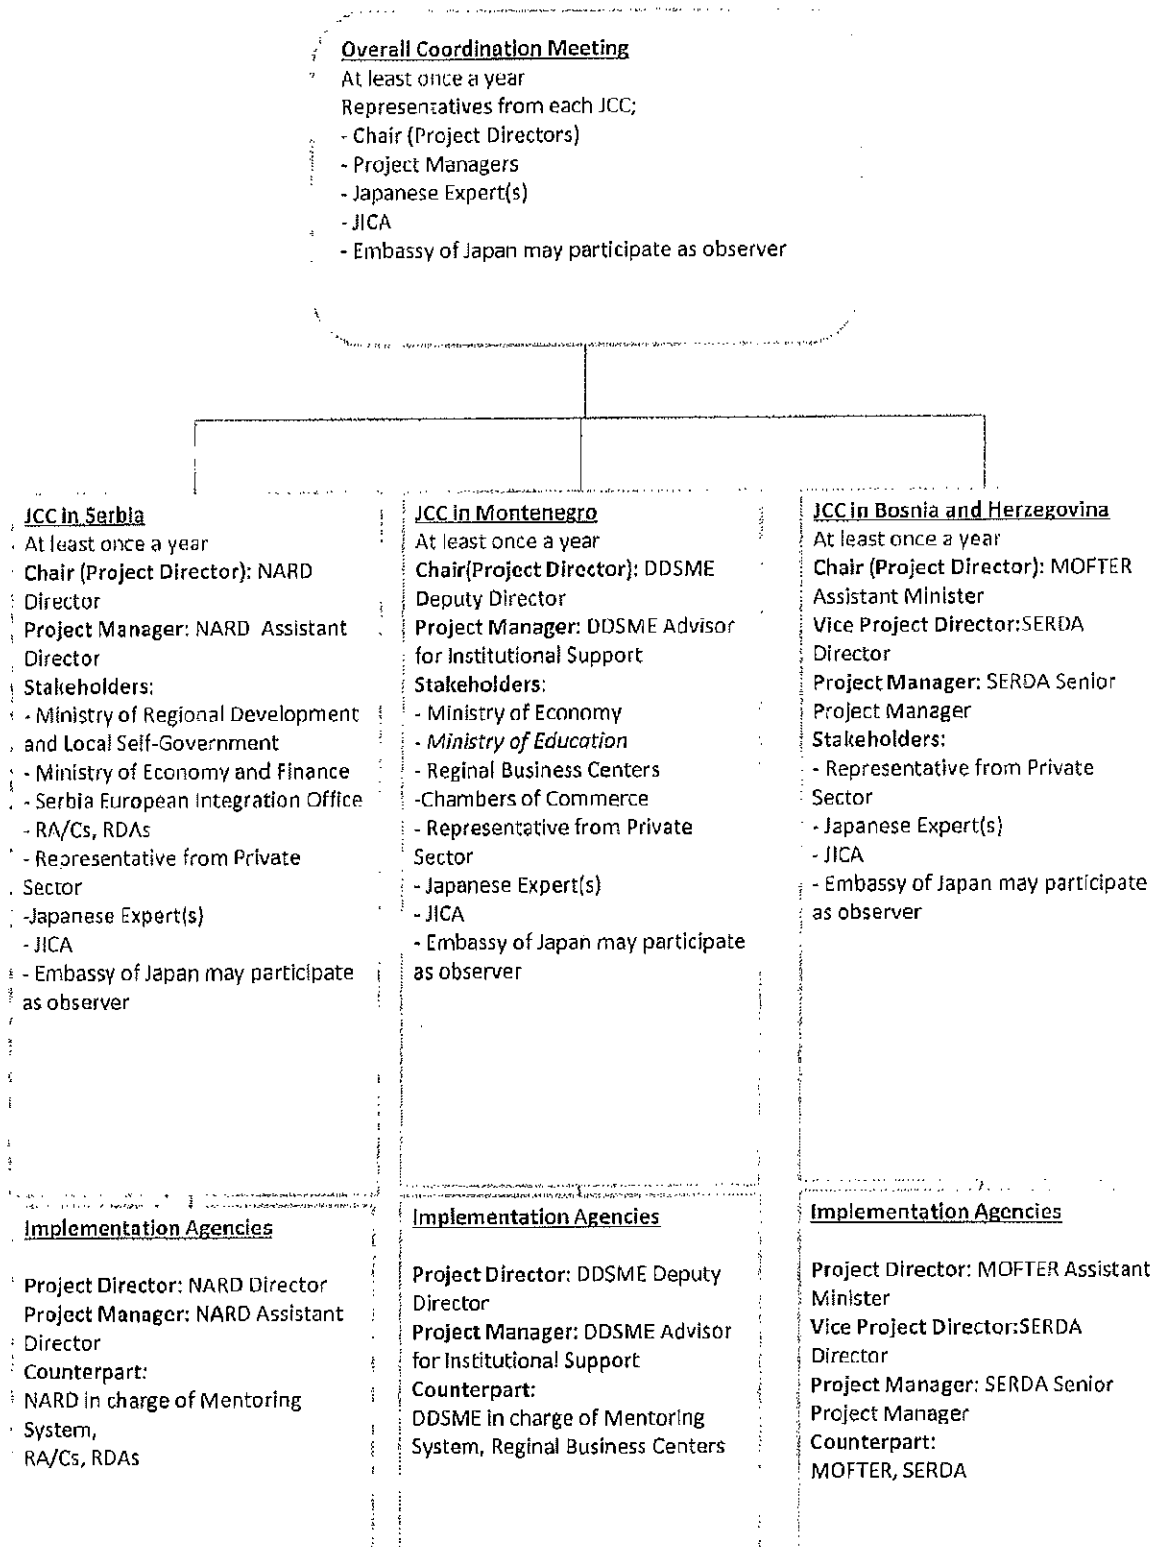 Overall Coordination Meeting
At least once a year
Representatives from each JCC;
- Chair (Project Directors)
- Project Managers
- Japanese Expert(s)
- JICA
- Embassy of Japan may participate as observer
JCC in Serbia
At least once a year
Chair (Project Director): NARD
Director
Project Manager: NARD Assistant
Director
Stakeholders:
- Ministry of Regional Development
and Local Self-Government
- Ministry of Economy and Finance
- Serbia European Integration Office
- RA/Cs, RDAs
- Representative from Private
Sector
-Japanese Expert(s)
- JICA
- Embassy of Japan may participate
as observer
JCC in Montenegro
At least once a year
Chair(Project Director): DDSME
Deputy Director
Project Manager: DDSME Advisor
for Institutional Support
Stakeholders:
- Ministry of Economy
- Ministry of Education
- Reginal Business Centers
-Chambers of Commerce
- Representative from Private
Sector
- Japanese Expert(s)
- JICA
- Embassy of Japan may participate
as observer
JCC in Bosnia and Herzegovina
At least once a year
Chair (Project Director): MOFTER
Assistant Minister
Vice Project Director:SERDA
Director
Project Manager: SERDA Senior
Project Manager
Stakeholders:
- Representative from Private
Sector
- Japanese Expert(s)
- JICA
- Embassy of Japan may participate
as observer
Implementation Agencies
Project Director: NARD Director
Project Manager: NARD Assistant
Director
Counterpart:
NARD in charge of Mentoring
System,
RA/Cs, RDAs
Implementation Agencies
Project Director: DDSME Deputy
Director
Project Manager: DDSME Advisor
for Institutional Support
Counterpart:
DDSME in charge of Mentoring
System, Reginal Business Centers
Implementation Agencies
Project Director: MOFTER Assistant
Minister
Vice Project Director:SERDA
Director
Project Manager: SERDA Senior
Project Manager
Counterpart:
MOFTER, SERDA